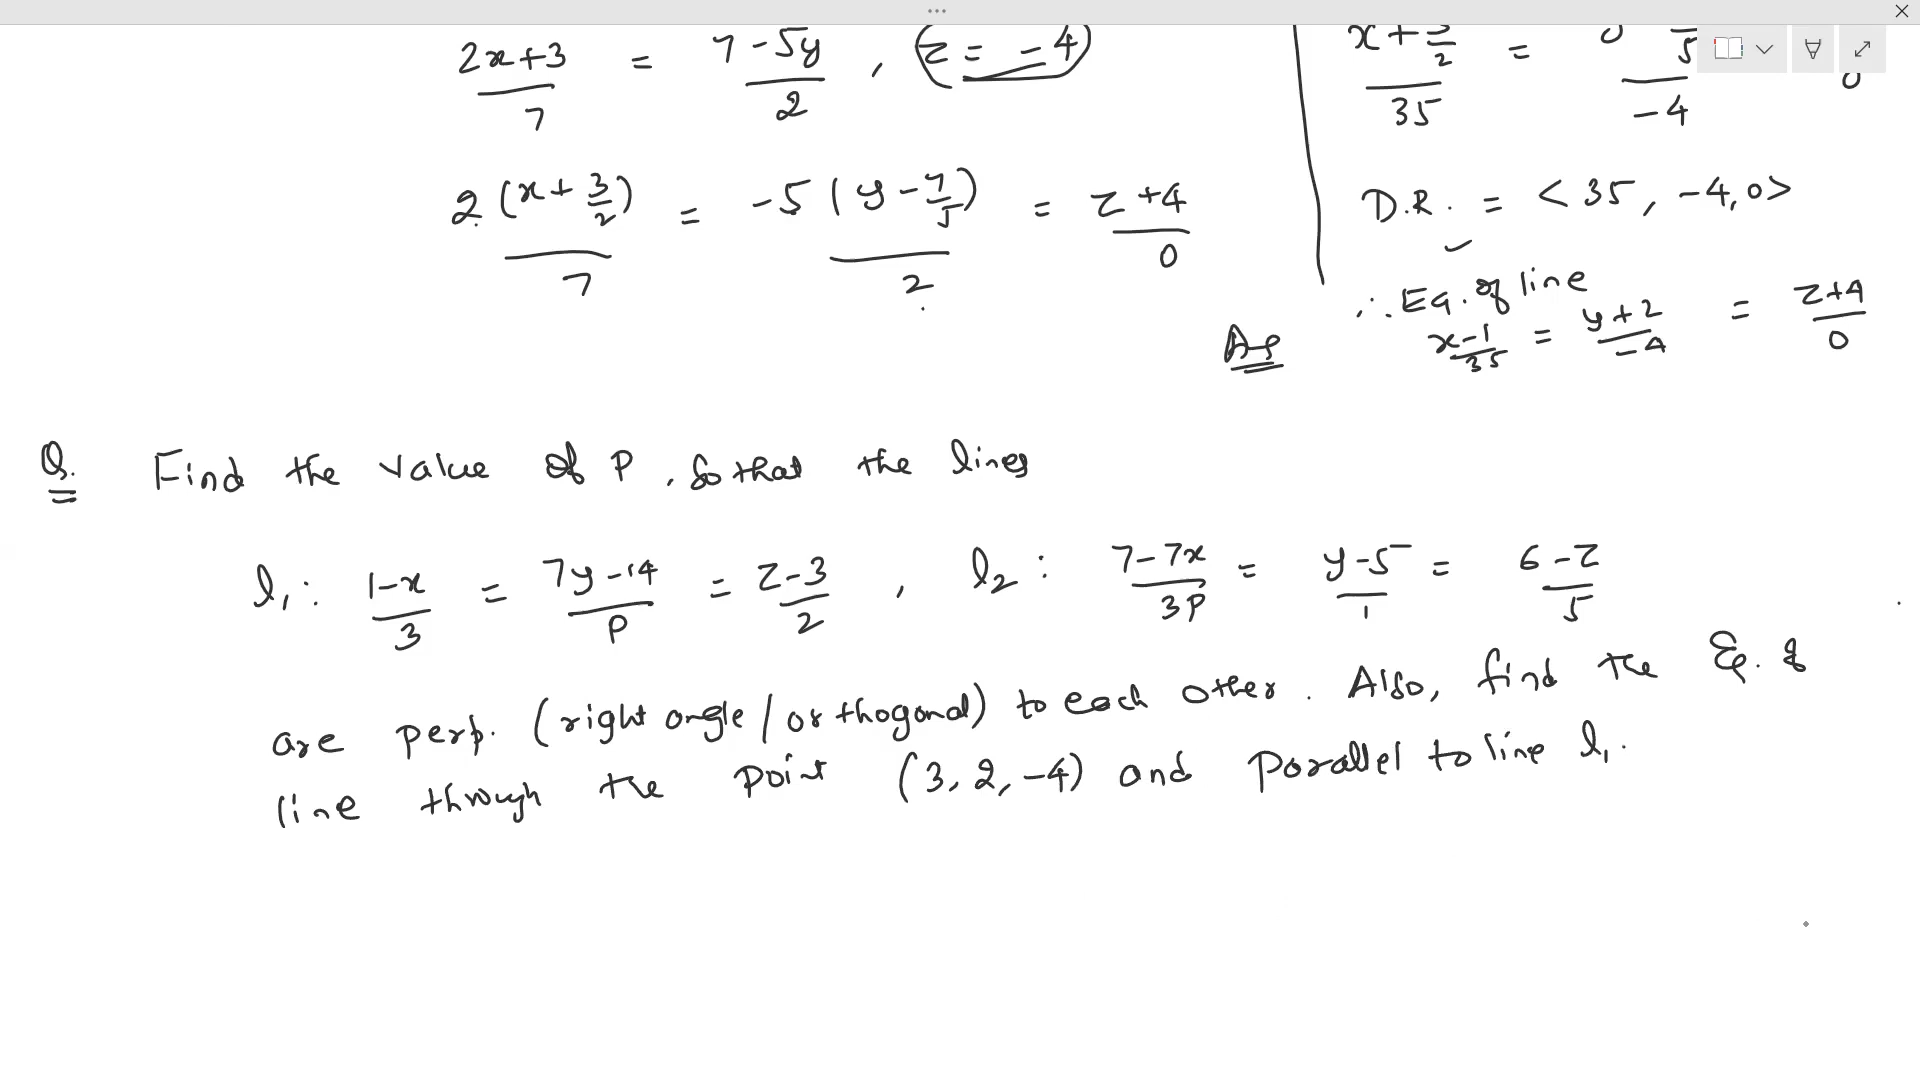 (2x+3)/7 = (7-5y)/2 , z = -4
2(x+3/2)/7 = -5(y-7/5)/2 = (z+4)/0
(x+3/2)/35 =
D.R. = <35, -4, 0>
∴ Eq. of line
(x-1)/35 = (y+2)/-4 = (z+4)/0
Q. Find the value of P, so that the lines
l₁: (1-x)/3 = (7y-14)/P = (z-3)/2 , l₂: (7-7x)/3P = (y-5)/1 = (6-z)/5
are perp. (right angle/orthogonal) to each other. Also, find the Eq. of
line through the point (3, 2, -4) and parallel to line l₁.